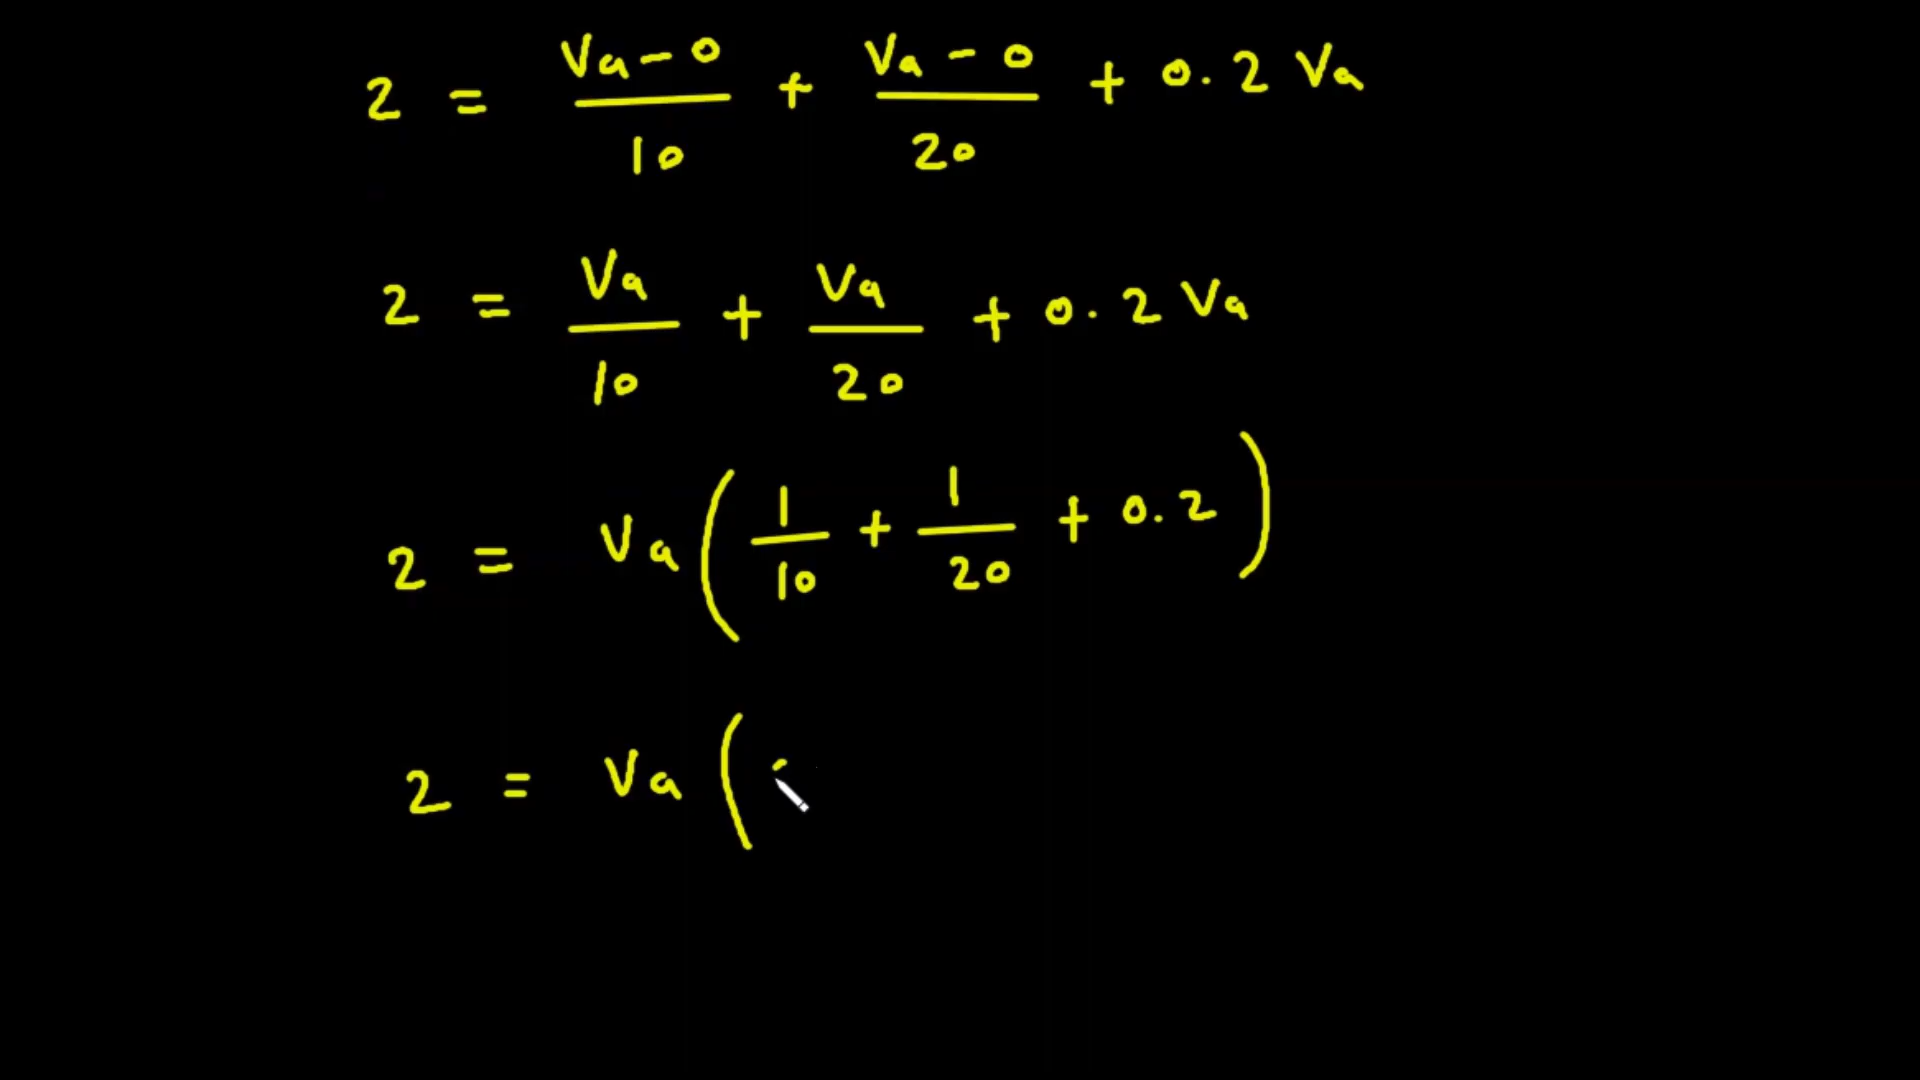 2 = Va - 0 / 10 + Va - 0 / 20 + 0.2 Va
2 = Va / 10 + Va / 20 + 0.2 Va
2 = Va ( 1 / 10 + 1 / 20 + 0.2 )
2 = Va (